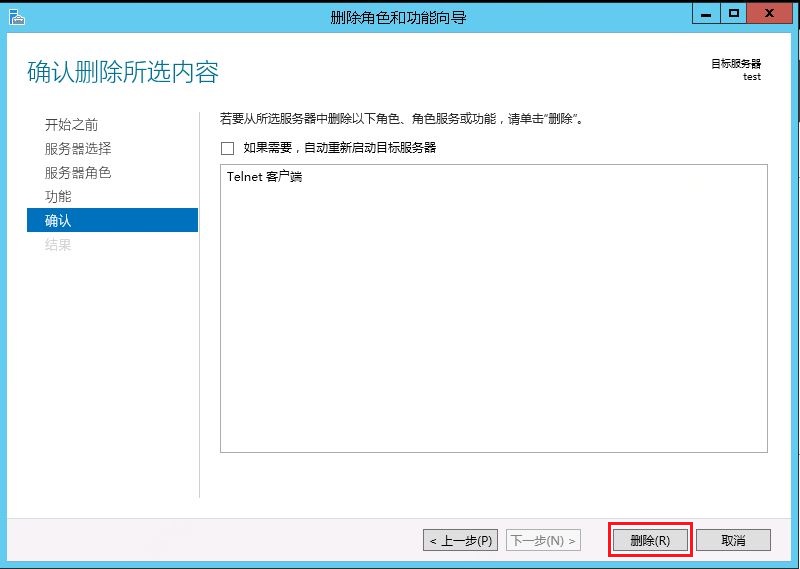 删除角色和功能向导
确认删除所选内容
目标服务器
test
开始之前
服务器选择
服务器角色
功能
确认
结果
若要从所选服务器中删除以下角色、角色服务或功能，请单击"删除"。
如果需要，自动重新启动目标服务器
Telnet 客户端
< 上一步(P)
下一步(N) >
删除(R)
取消